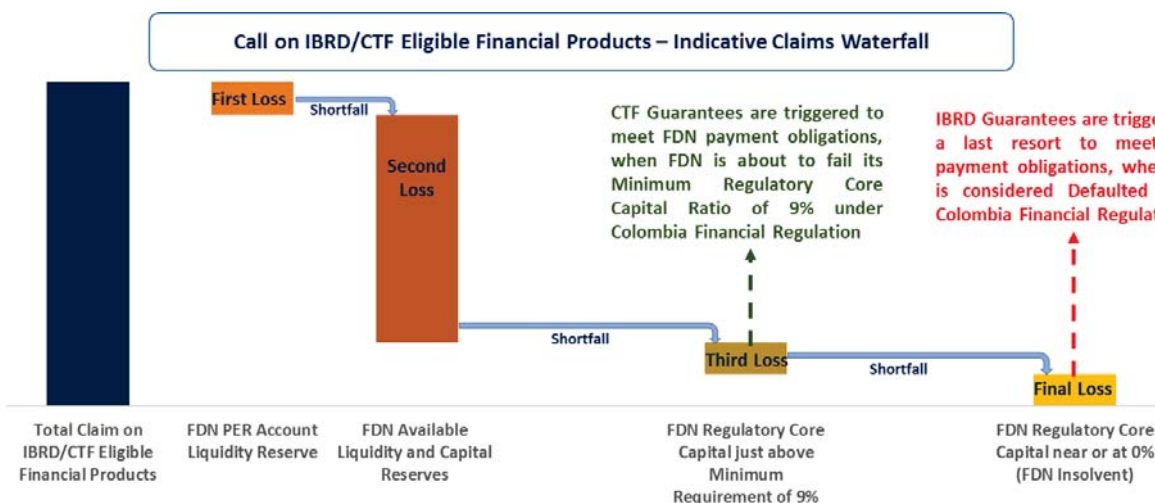 Call on IBRD/CTF Eligible Financial Products – Indicative Claims Waterfall
First Loss
Shortfall
Second
Loss
CTF Guarantees are triggered to
meet FDN payment obligations,
when FDN is about to fail its
Minimum Regulatory Core
Capital Ratio of 9% under
Colombia Financial Regulation
IBRD Guarantees are
a last resort to meet
payment obligations,
is considered Defaulted
Colombia Financial
Shortfall
Third Loss
Shortfall
Final Loss
Total Claim on
IBRD/CTF Eligible
Financial Products
FDN PER Account
Liquidity Reserve
FDN Available
Liquidity and Capital
Reserves
FDN Regulatory Core
Capital just above
Minimum
Requirement of 9%
FDN Regulatory Core
Capital near or at 0%
(FDN Insolvent)